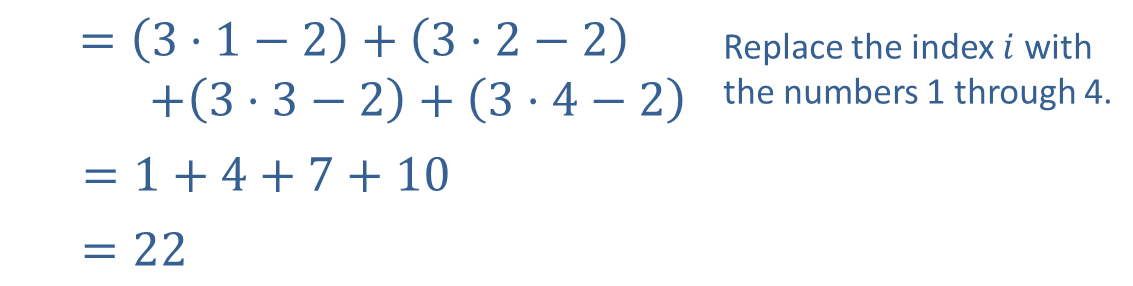 = (3 · 1 − 2) + (3 · 2 − 2)
+(3 · 3 − 2) + (3 · 4 − 2)
Replace the index i with
the numbers 1 through 4.
= 1 + 4 + 7 + 10
= 22